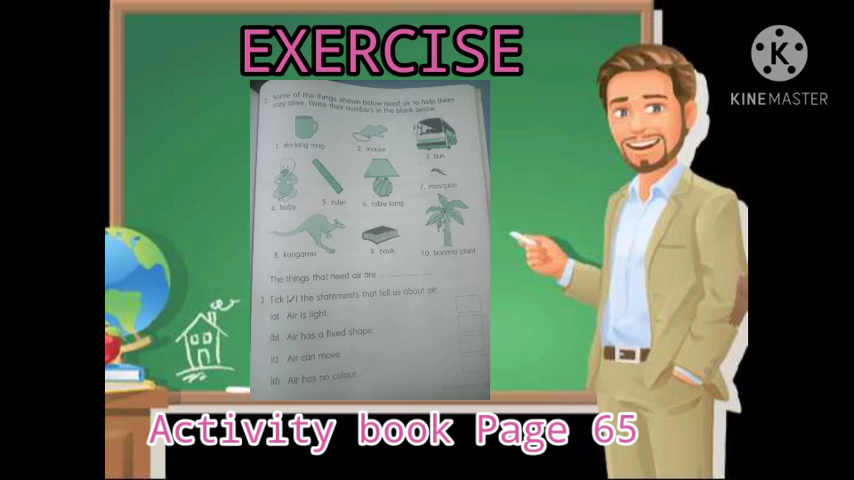 EXERCISE
KINEMASTER
2. Some of the things shown below need air to help them
stay alive. Write their numbers in the blank below.
1. drinking mug
2. mouse
3. bus
4. baby
5. ruler
6. table lamp
7. mosquito
8. kangaroo
9. book
10. banana plant
The things that need air are
3. Tick (✓) the statements that tell us about air.
(a) Air is light.
(b) Air has a fixed shape.
(c) Air can move.
(d) Air has no colour.
Activity book Page 65